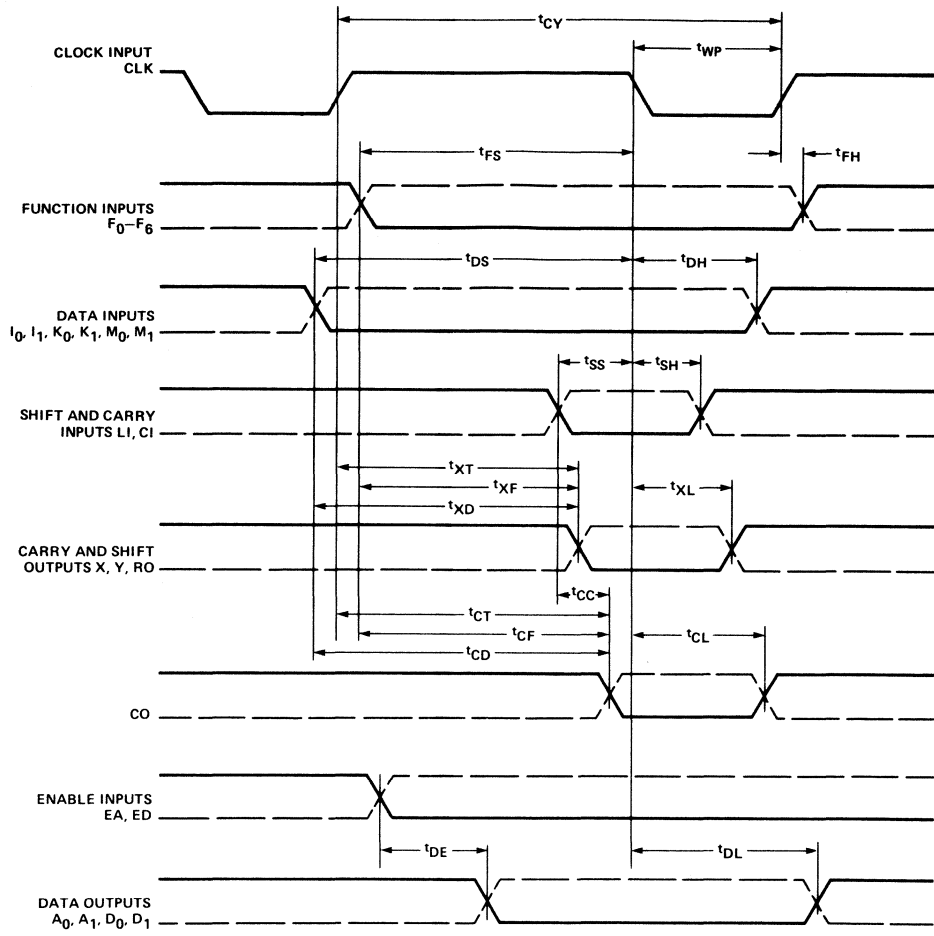 tCY
CLOCK INPUT
CLK
tWP
tFS
tFH
FUNCTION INPUTS
F0–F6
tDS
tDH
DATA INPUTS
I0, I1, K0, K1, M0, M1
tSS
tSH
SHIFT AND CARRY
INPUTS LI, CI
tXT
tXF
tXL
tXD
CARRY AND SHIFT
OUTPUTS X, Y, RO
tCC
tCT
tCF
tCL
tCD
CO
ENABLE INPUTS
EA, ED
tDE
tDL
DATA OUTPUTS
A0, A1, D0, D1